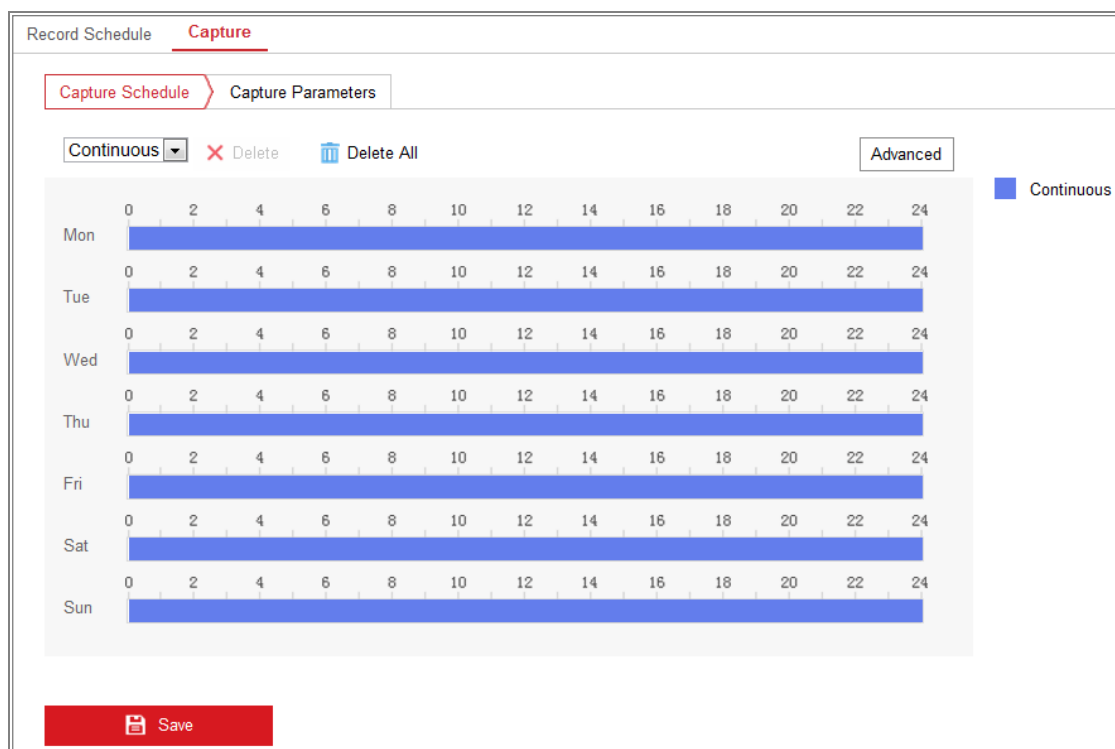 Record Schedule Capture
Capture Schedule Capture Parameters
Continuous Delete Delete All Advanced
Continuous
0 2 4 6 8 10 12 14 16 18 20 22 24
Mon
0 2 4 6 8 10 12 14 16 18 20 22 24
Tue
0 2 4 6 8 10 12 14 16 18 20 22 24
Wed
0 2 4 6 8 10 12 14 16 18 20 22 24
Thu
0 2 4 6 8 10 12 14 16 18 20 22 24
Fri
0 2 4 6 8 10 12 14 16 18 20 22 24
Sat
0 2 4 6 8 10 12 14 16 18 20 22 24
Sun
Save